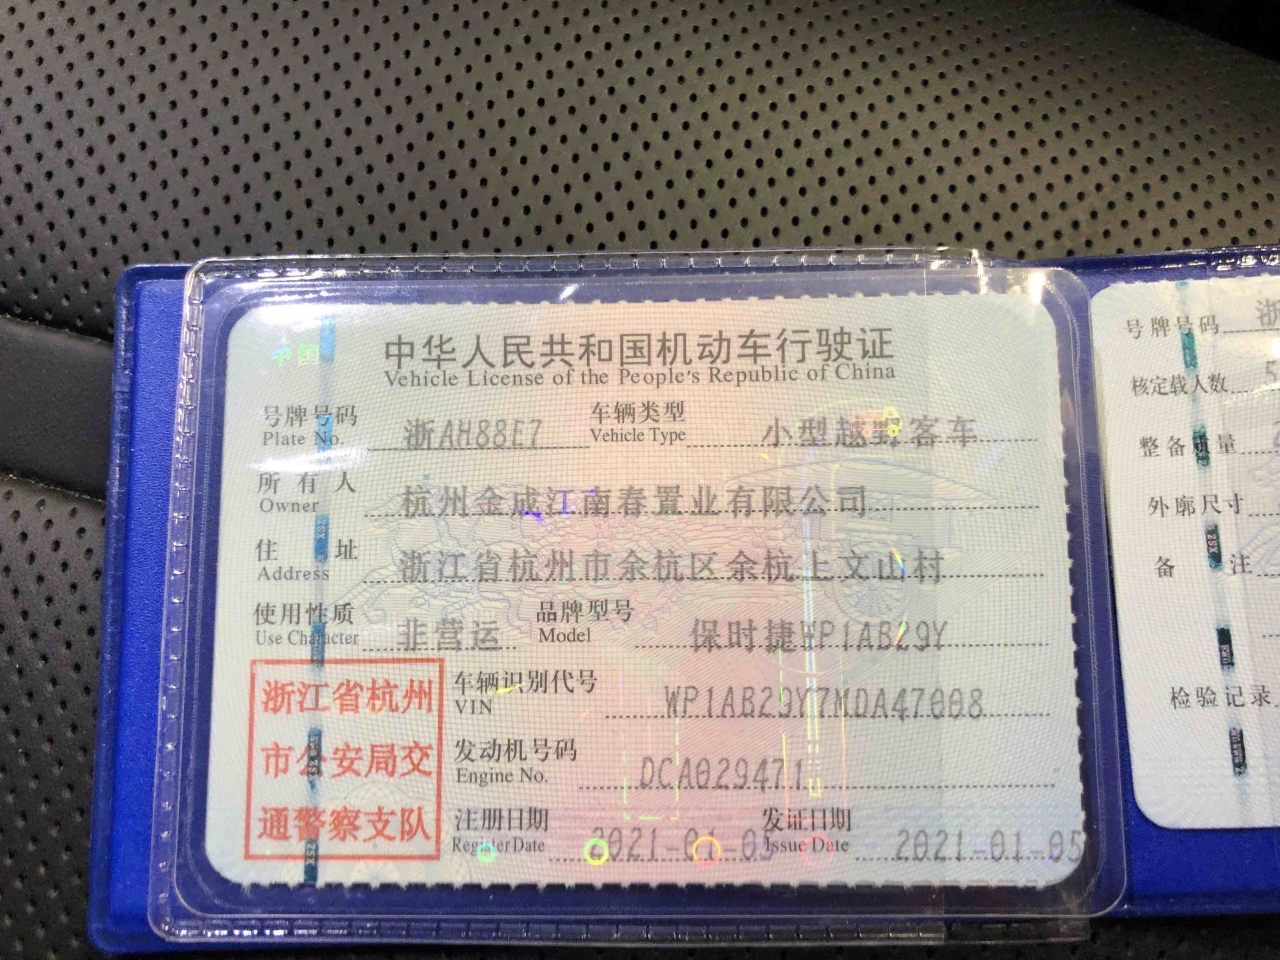 中国
中华人民共和国机动车行驶证
Vehicle License of the People's Republic of China
号牌号码 浙AH88E7 车辆类型 小型越野客车
Plate No. Vehicle Type
所有人 杭州金成江南春置业有限公司
Owner
住址 浙江省杭州市余杭区余杭上文山村
Address
使用性质 非营运 品牌型号 保时捷WP1AB29Y
Use Character Model
浙江省杭州
市公安局交
通警察支队
车辆识别代号 WP1AB29Y7MDA47008
VIN
发动机号码 DCA029471
Engine No.
注册日期 2021-01-05 发证日期 2021-01-05
Register Date Issue Date
号牌号码 浙
核定载人数 5
整备质量
外廓尺寸
备注
检验记录